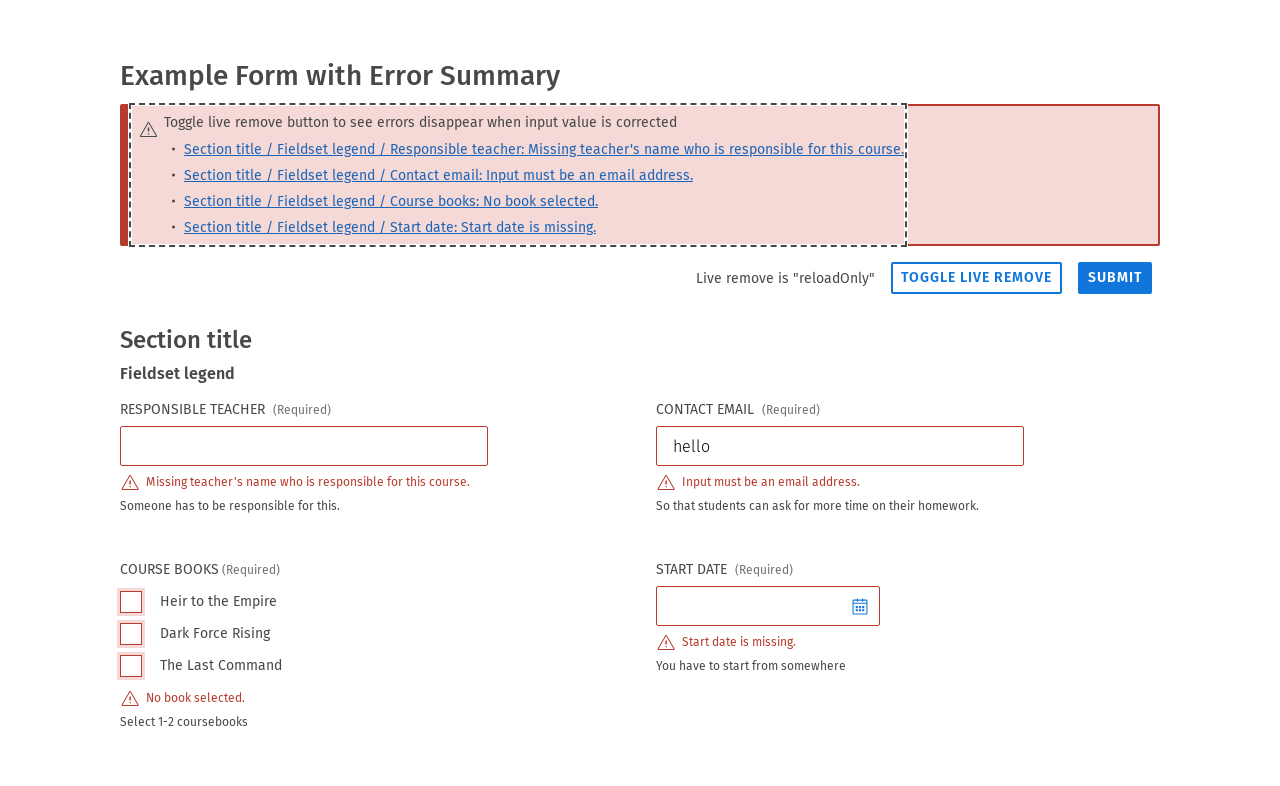 Example Form with Error Summary
Toggle live remove button to see errors disappear when input value is corrected
• Section title / Fieldset legend / Responsible teacher: Missing teacher's name who is responsible for this course.
• Section title / Fieldset legend / Contact email: Input must be an email address.
• Section title / Fieldset legend / Course books: No book selected.
• Section title / Fieldset legend / Start date: Start date is missing.
Live remove is "reloadOnly" TOGGLE LIVE REMOVE SUBMIT
Section title
Fieldset legend
RESPONSIBLE TEACHER (Required)
Missing teacher's name who is responsible for this course.
Someone has to be responsible for this.
CONTACT EMAIL (Required)
hello
Input must be an email address.
So that students can ask for more time on their homework.
COURSE BOOKS (Required)
Heir to the Empire
Dark Force Rising
The Last Command
No book selected.
Select 1-2 coursebooks
START DATE (Required)
Start date is missing.
You have to start from somewhere